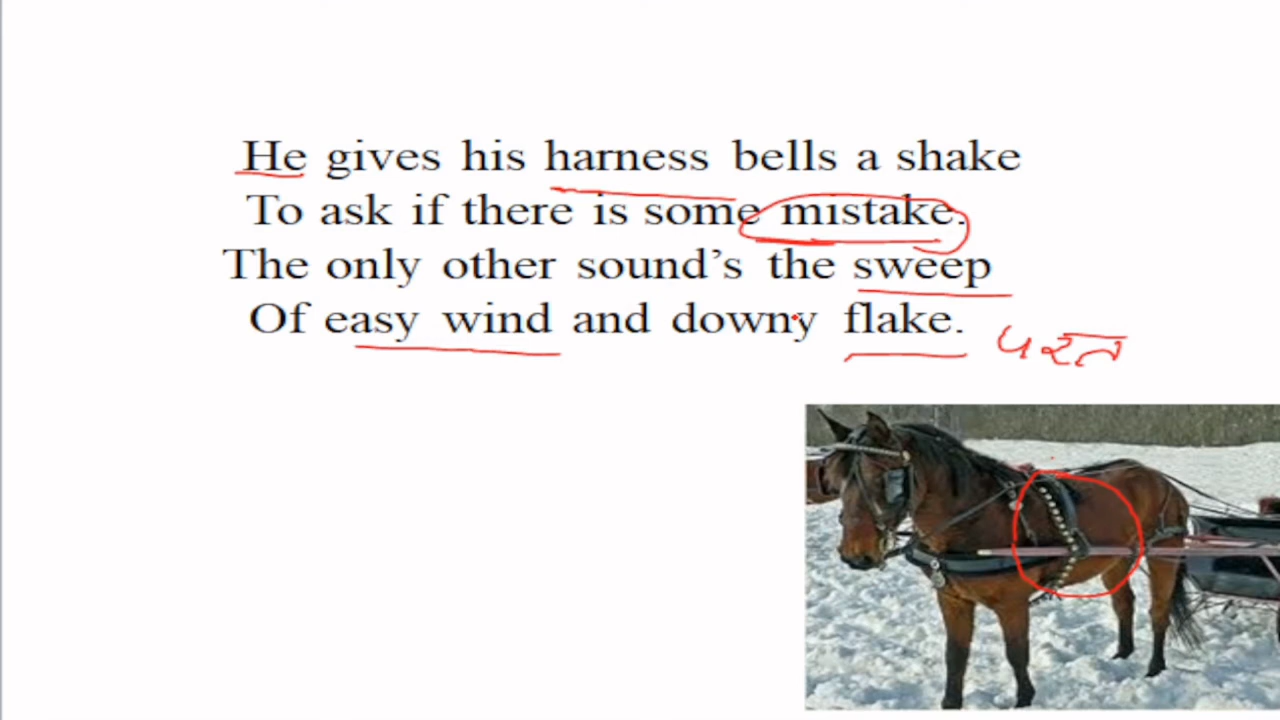 He gives his harness bells a shake
To ask if there is some mistake.
The only other sound’s the sweep
Of easy wind and downy flake.
परत